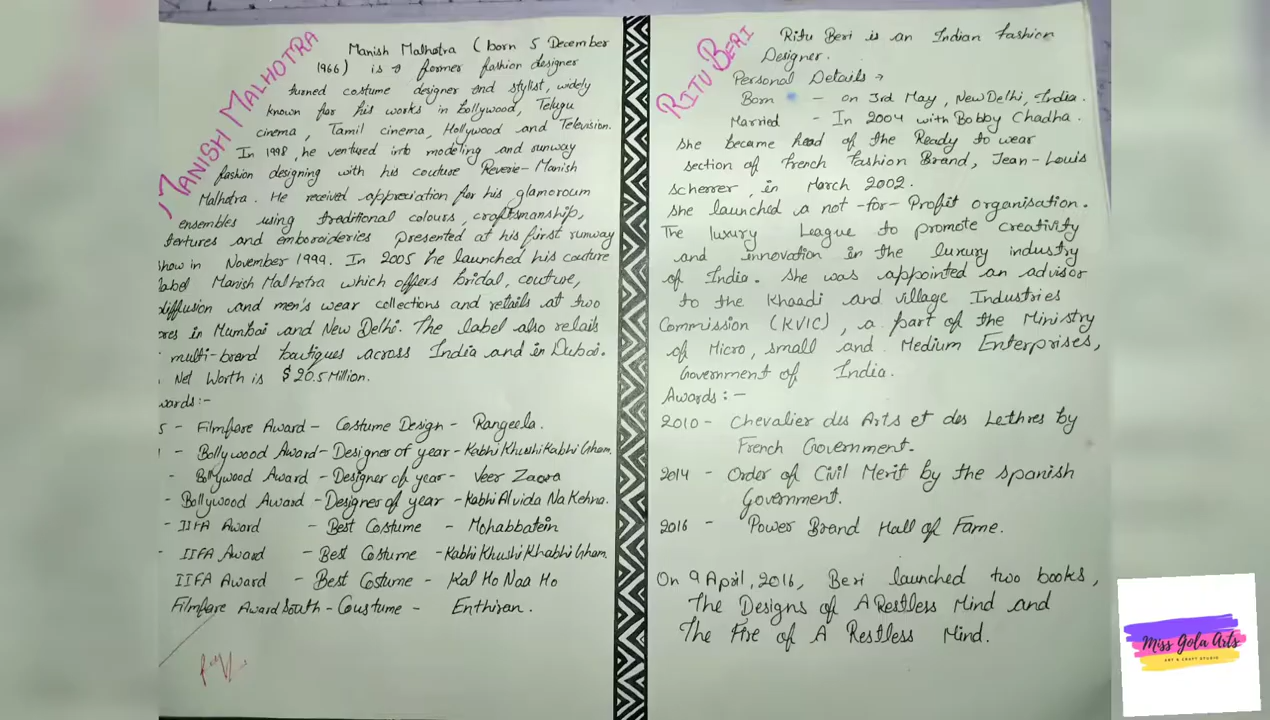 MANISH MALHOTRA
Manish Malhotra (born 5 December
1966) is a former fashion designer
turned costume designer and stylist, widely
known for his works in bollywood, Telugu
cinema, Tamil cinema, Hollywood and Television.
In 1998, he ventured into modeling and runway
fashion designing with his couture Reverie-Manish
Malhotra. He received appreciation for his glamoroum
ensembles using traditional colours, craftsmanship,
textures and emboroideries presented at his first runway
show in November 1999. In 2005 he launched his couture
label Manish Malhotra which offers bridal, couture,
diffusion and men's wear collections and retails at two
ores in Mumbai and New Delhi. The label also retails
multi-brand boutiques across India and in Dubai.
Net Worth is $20.5 Million.
wards:-
5 - Filmfare Award - Costume Design - Rangeela.
Bollywood Award - Designer of year - Kabhi Khushi Kabhi Gham.
- Bollywood Award - Designer of year - Veer Zaara
- Bollywood Award - Designer of year - Kabhi Alvida Na Kehna.
- IIFA Award - Best Costume - Mohabbatein
- IIFA Award - Best Costume - Kabhi Khushi Khabhi Gham.
IIFA Award - Best Costume - Kal Ho Naa Ho
Filmfare Award South - Coustume - Enthiran.
RITU BERI
Ritu Beri is an Indian fashion
Designer.
Personal Details →
Born - on 3rd May, New Delhi, India.
Married - In 2004 with Bobby Chadha.
She became head of the Ready to wear
section of French Fashion Brand, Jean-Louis
scherrer, in March 2002.
She launched a not-for-Profit organisation.
The luxury League to promote creativity
and innovation in the luxury industry
of India. She was appointed an advisor
to the Khaadi and village Industries
Commission (KVIC), a part of the Ministry
of Micro, small and Medium Enterprises,
Government of India.
Awards:-
2010 - Chevalier des Arts et des Lethres by
French Government.
2014 - Order of Civil Merit by the spanish
Government.
2016 - Power Brand Hall of Fame.
On 9 April, 2016, Beri launched two books,
The Designs of A Restless Mind and
The Fire of A Restless Mind.
Miss Gola Arts
ART & CRAFT STUDIO